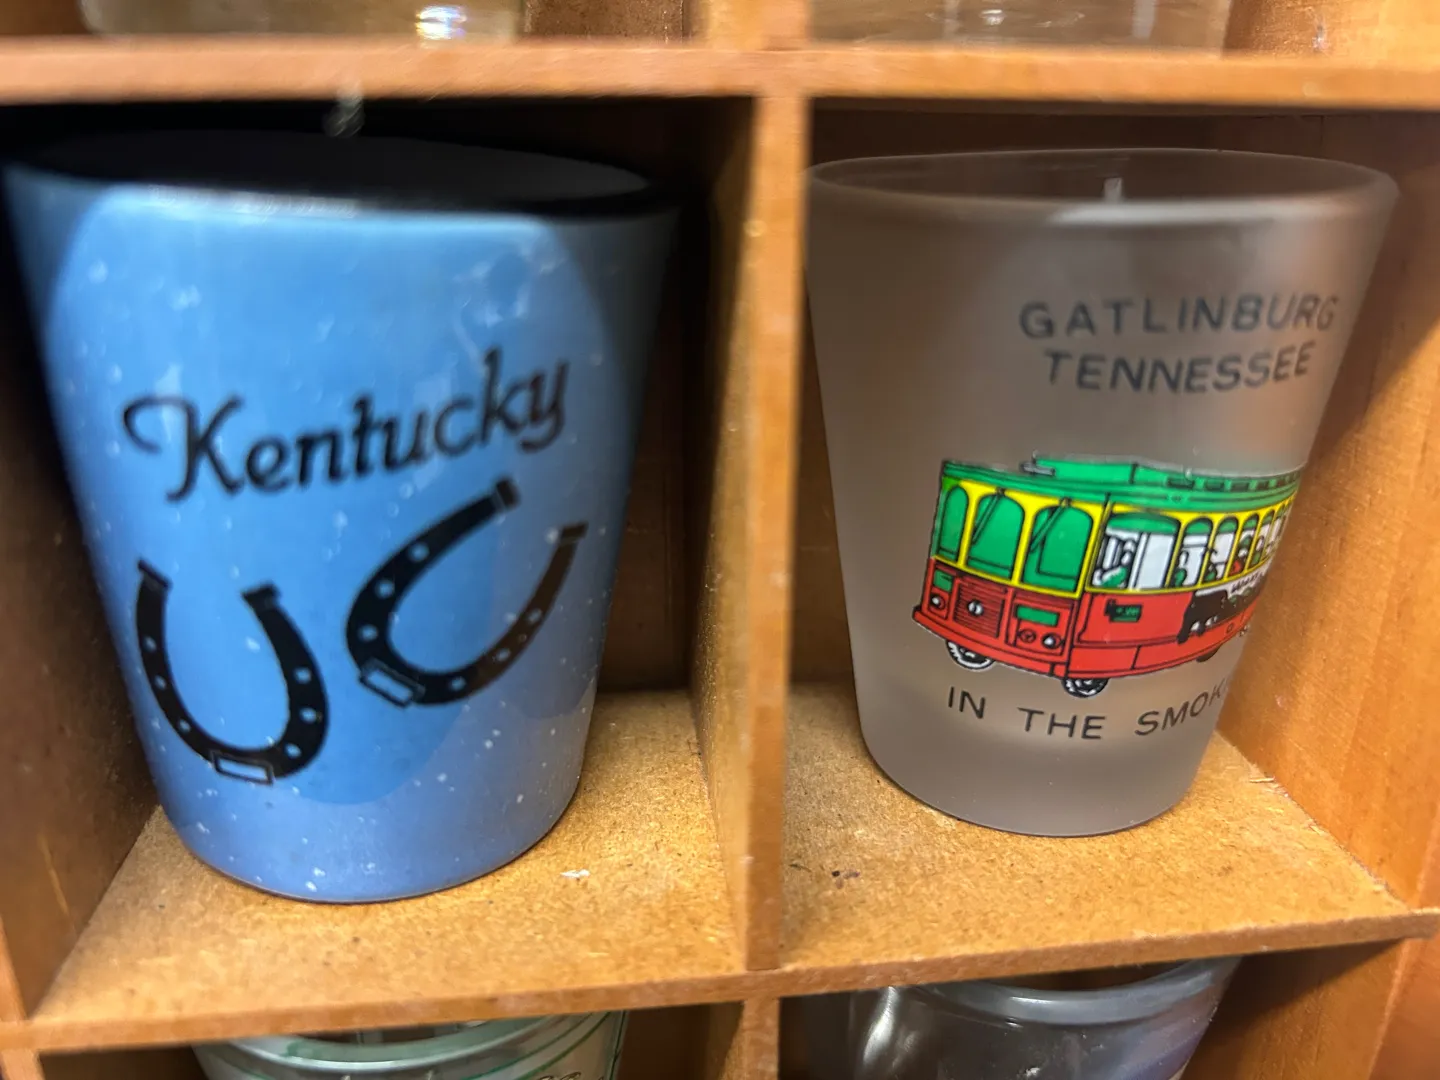 Kentucky
GATLINBURG
TENNESSEE
IN THE